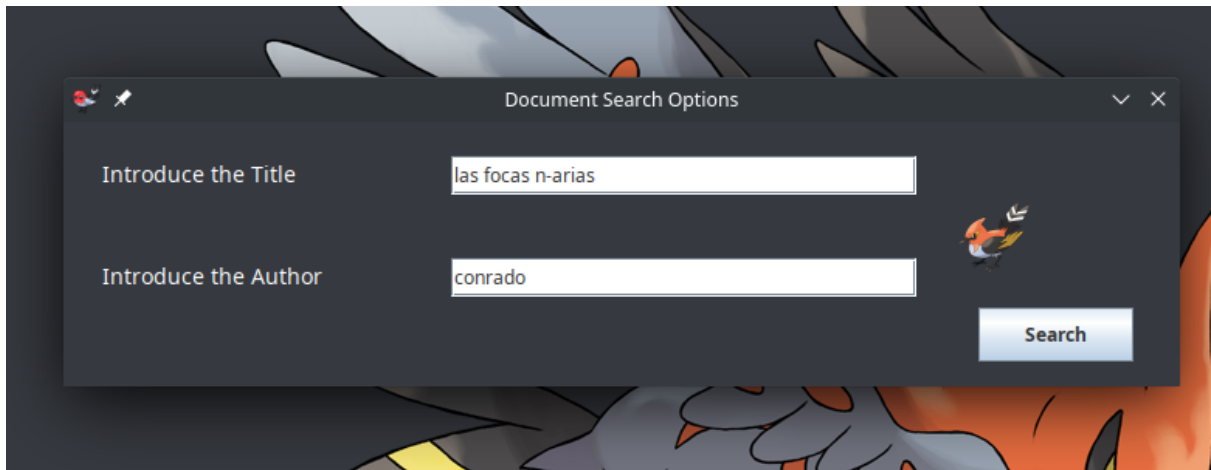 Document Search Options
Introduce the Title
las focas n-arias
Introduce the Author
conrado
Search